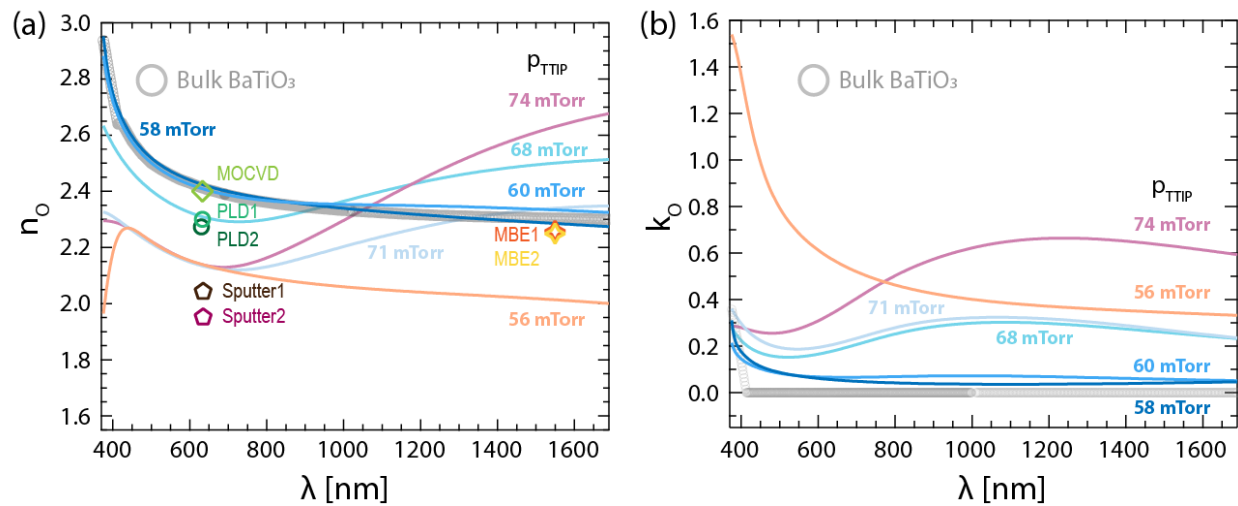 (a)
3.0
2.8
2.6
2.4
2.2
2.0
1.8
1.6
nO
400 600 800 1000 1200 1400 1600
λ [nm]
Bulk BaTiO₃
pTTIP
74 mTorr
58 mTorr
68 mTorr
MOCVD
60 mTorr
PLD1
PLD2
MBE1
71 mTorr
MBE2
Sputter1
Sputter2
56 mTorr
(b)
1.6
1.4
1.2
1.0
0.8
0.6
0.4
0.2
0.0
kO
400 600 800 1000 1200 1400 1600
λ [nm]
Bulk BaTiO₃
pTTIP
74 mTorr
56 mTorr
71 mTorr
68 mTorr
60 mTorr
58 mTorr